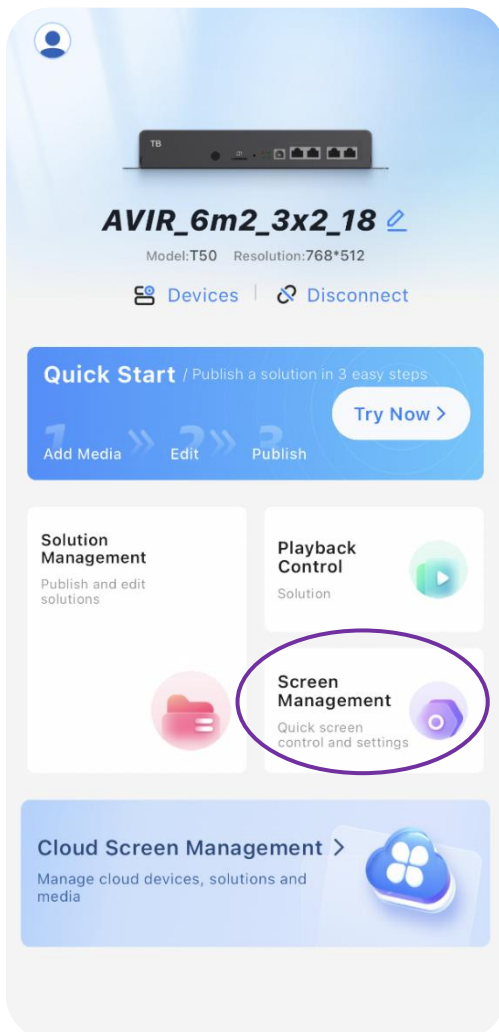 TB
AVIR_6m2_3x2_18
Model:T50 Resolution:768*512
Devices Disconnect
Quick Start / Publish a solution in 3 easy steps
Try Now >
1 » 2 » 3
Add Media Edit Publish
Solution
Management
Publish and edit
solutions
Playback
Control
Solution
Screen
Management
Quick screen
control and settings
Cloud Screen Management >
Manage cloud devices, solutions and
media